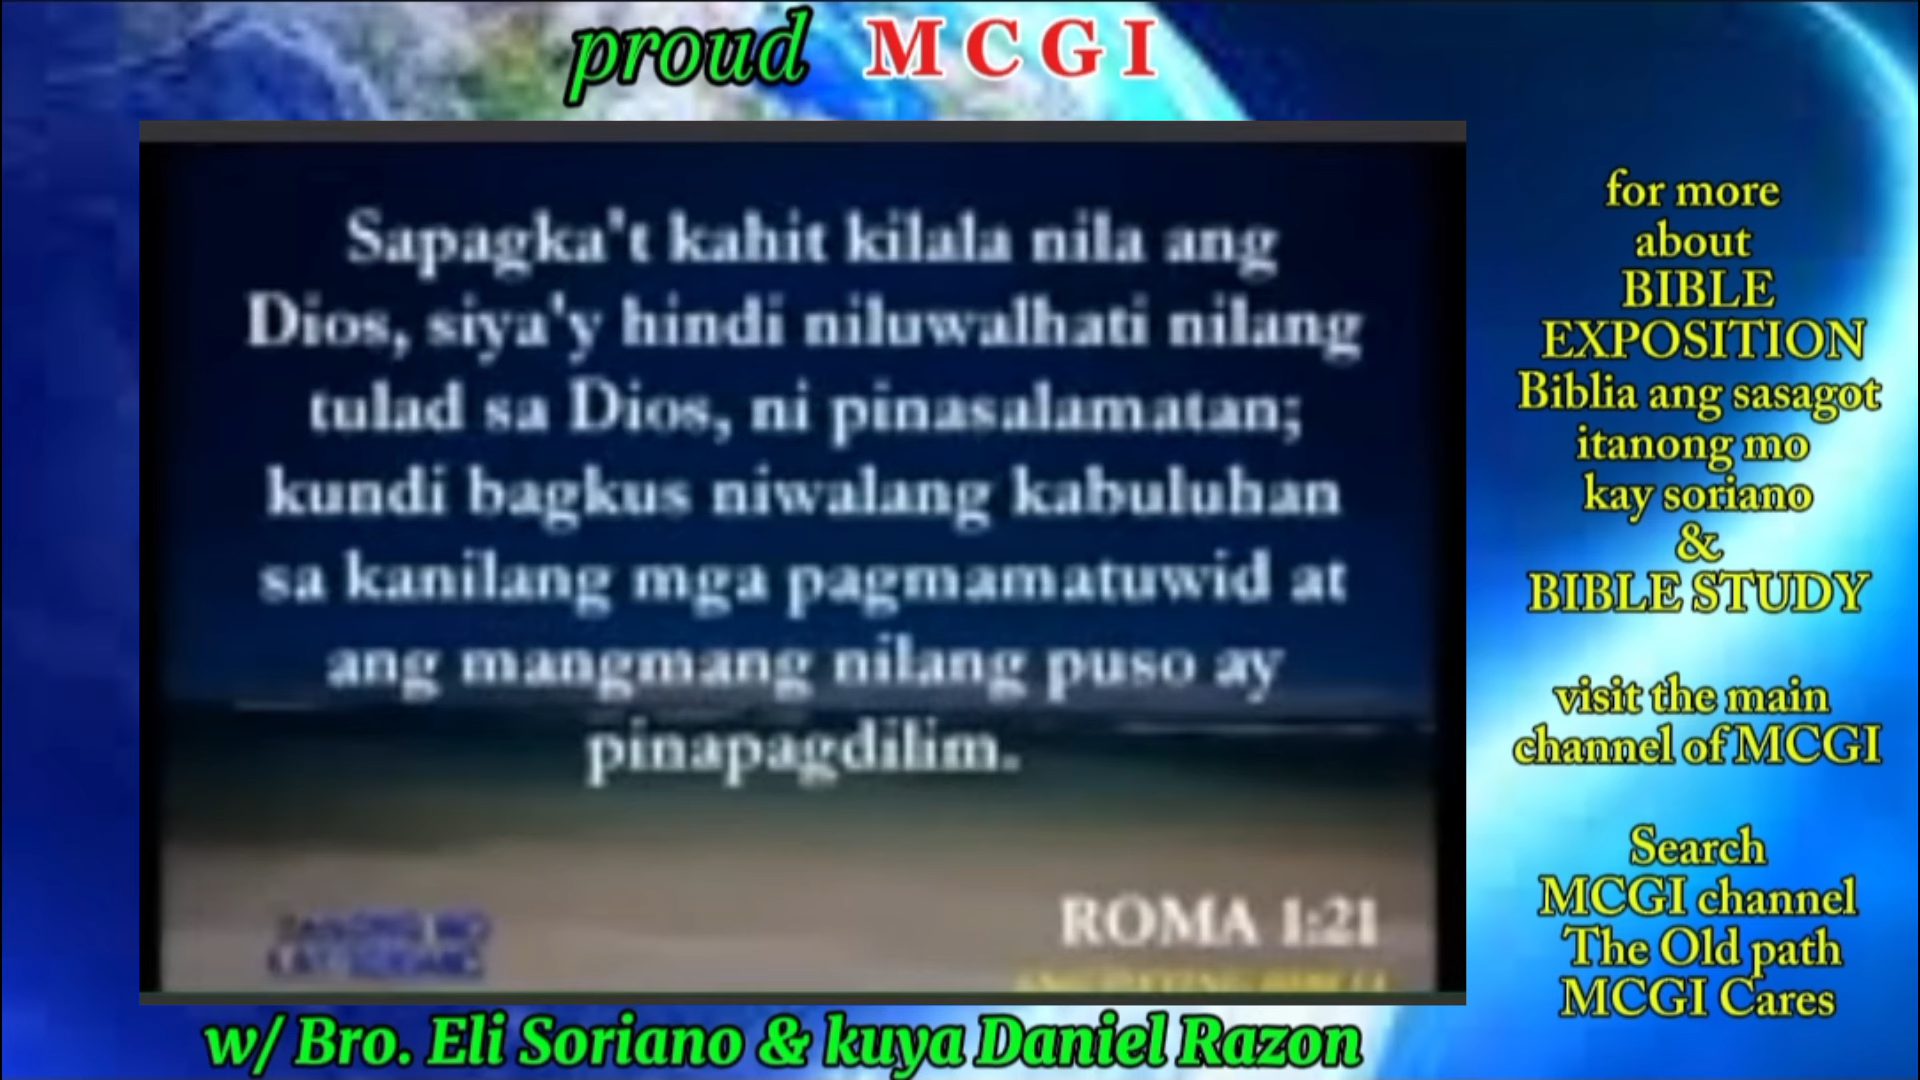 proud MCGI
Sapagka't kahit kilala nila ang
Dios, siya'y hindi niluwalhati nilang
tulad sa Dios, ni pinasalamatan;
kundi bagkus niwalang kabuluhan
sa kanilang mga pagmamatuwid at
ang mangmang nilang puso ay
pinapagdilim.
ROMA 1:21
w/ Bro. Eli Soriano & kuya Daniel Razon
for more
about
BIBLE
EXPOSITION
Biblia ang sasagot
itanong mo
kay soriano
&
BIBLE STUDY
visit the main
channel of MCGI
Search
MCGI channel
The Old path
MCGI Cares